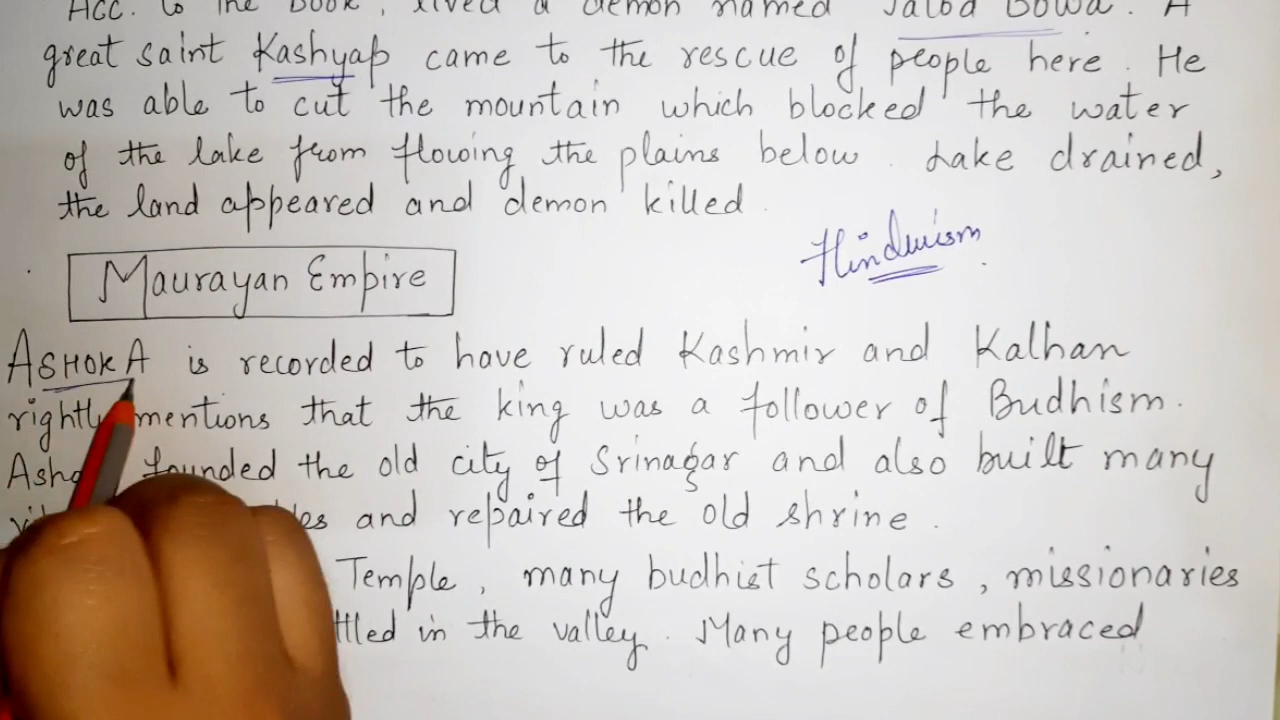 Acc. to the book, lived a demon named Jalod Bowa. A
great saint Kashyap came to the rescue of people here. He
was able to cut the mountain which blocked the water
of the lake from flowing the plains below. Lake drained,
the land appeared and demon killed.
Hinduism
Maurayan Empire
ASHOKA is recorded to have ruled Kashmir and Kalhan
rightly mentions that the king was a follower of Budhism.
founded the old city of Srinagar and also built many
and repaired the old shrine.
Temple, many budhist scholars, missionaries
in the valley. Many people embraced